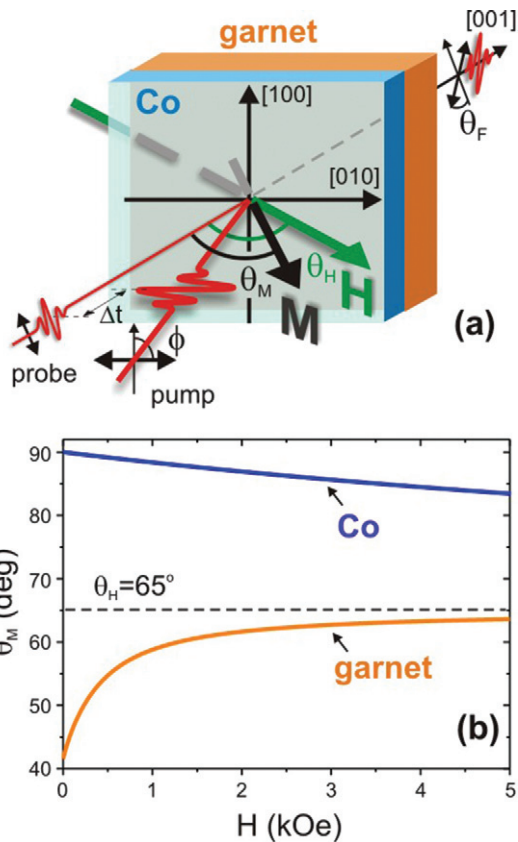 garnet
[001]
Co
[100]
θF
[010]
θM
θH
H
M
Δt
ϕ
(a)
probe
pump
90
80
70
60
50
40
θM (deg)
Co
θH=65°
garnet
(b)
0
1
2
3
4
5
H (kOe)